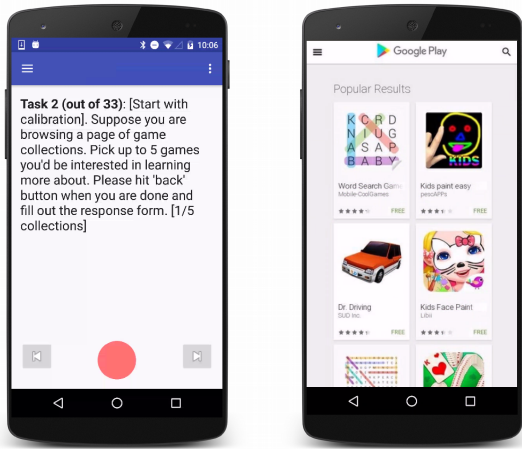 10:06
Task 2 (out of 33): [Start with
calibration]. Suppose you are
browsing a page of game
collections. Pick up to 5 games
you'd be interested in learning
more about. Please hit 'back'
button when you are done and
fill out the response form. [1/5
collections]
Google Play
Popular Results
K C R D
N I U G
A S A P
B A B Y
KIDS
Word Search Game
Mobile-CoolGames
FREE
Kids paint easy
pescAPPs
FREE
Dr. Driving
SUD Inc.
FREE
Kids Face Paint
Libii
FREE
K